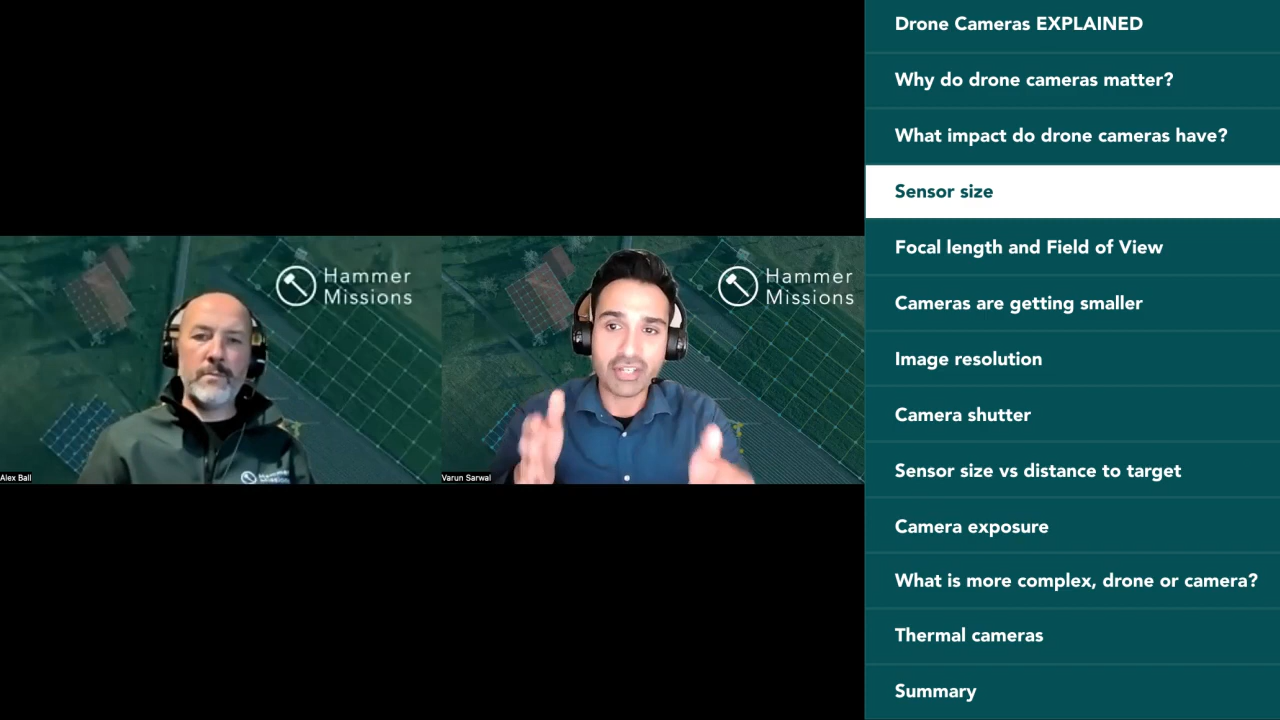 Hammer
Missions
Alex Ball
Hammer
Missions
Hammer
Missions
Varun Sarwal
Drone Cameras EXPLAINED
Why do drone cameras matter?
What impact do drone cameras have?
Sensor size
Focal length and Field of View
Cameras are getting smaller
Image resolution
Camera shutter
Sensor size vs distance to target
Camera exposure
What is more complex, drone or camera?
Thermal cameras
Summary